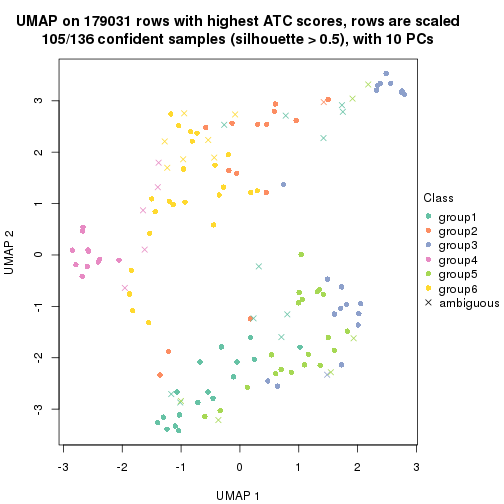 UMAP on 179031 rows with highest ATC scores, rows are scaled
105/136 confident samples (silhouette > 0.5), with 10 PCs
3
2
1
0
-1
-2
-3
UMAP 2
-3
-2
-1
0
1
2
3
UMAP 1
Class
group1
group2
group3
group4
group5
group6
ambiguous